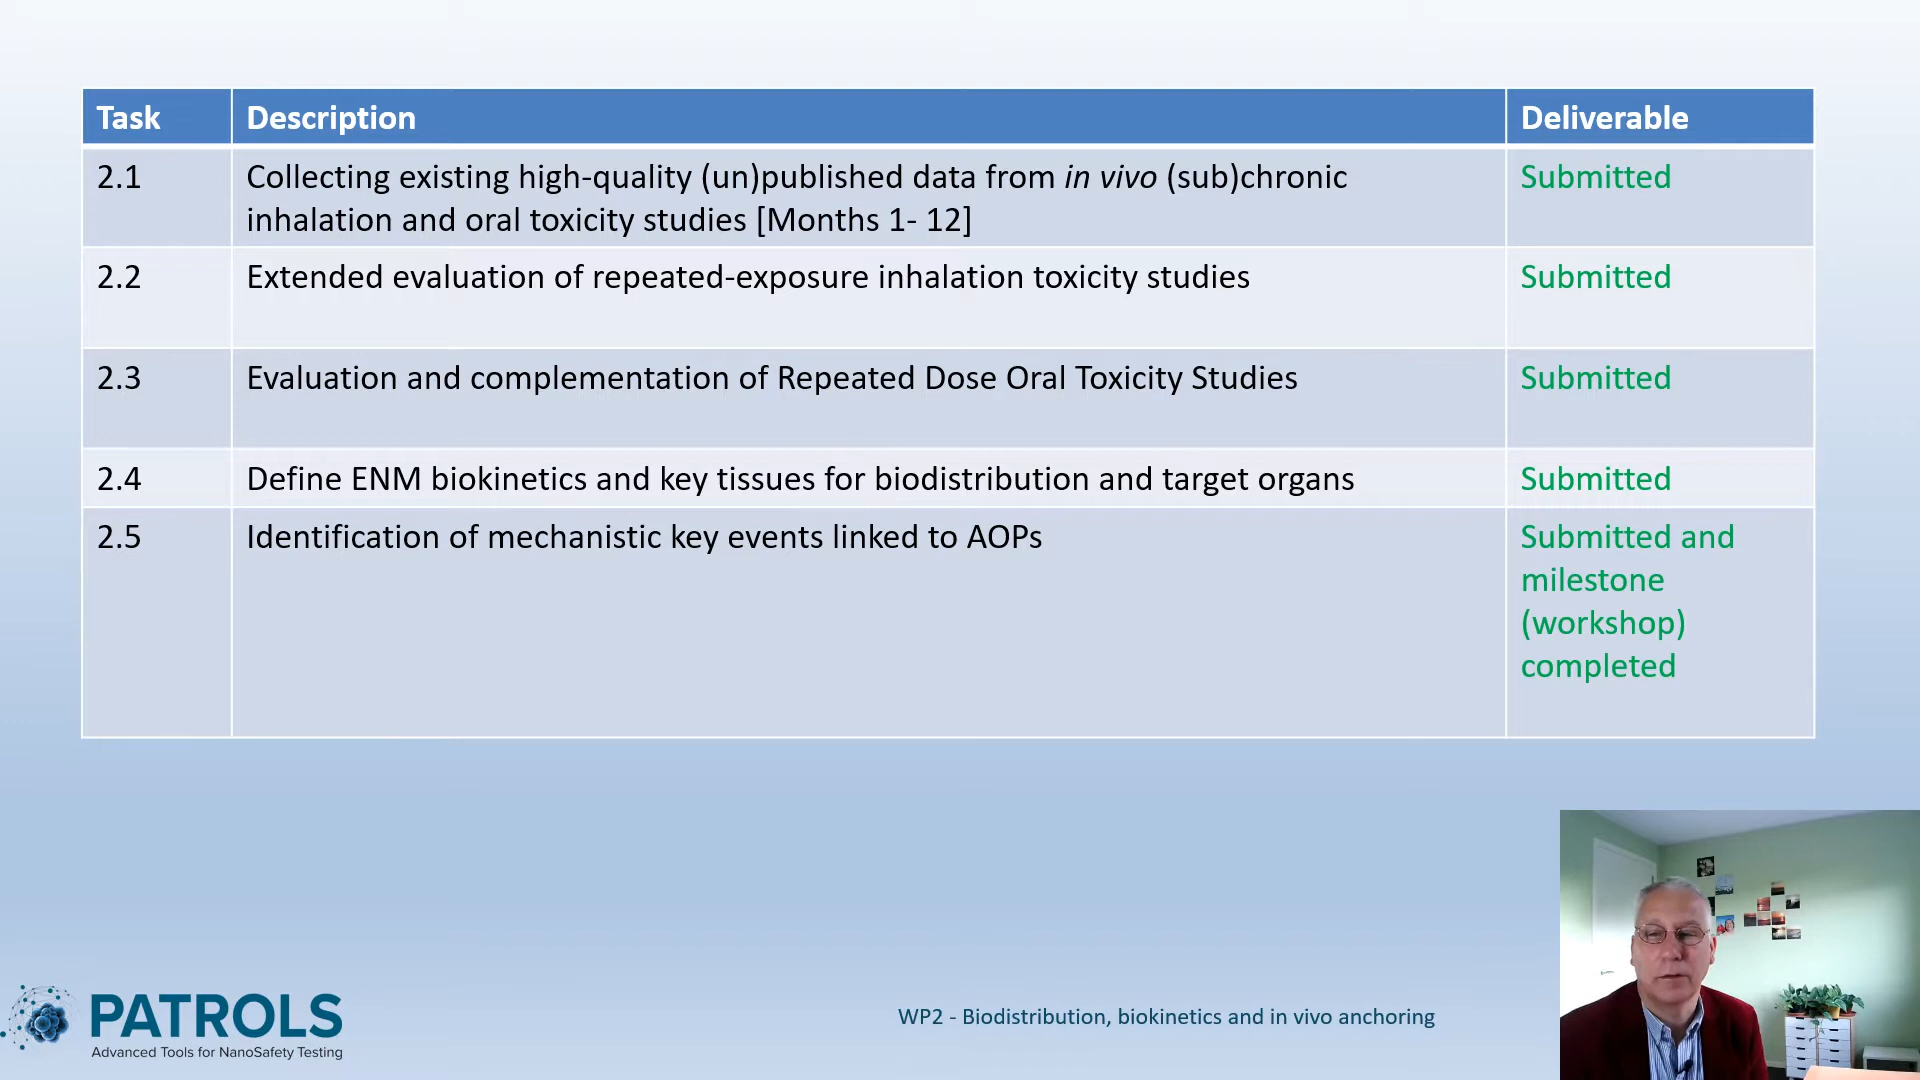 Task Description Deliverable
2.1 Collecting existing high-quality (un)published data from in vivo (sub)chronic Submitted
inhalation and oral toxicity studies [Months 1- 12]
2.2 Extended evaluation of repeated-exposure inhalation toxicity studies Submitted
2.3 Evaluation and complementation of Repeated Dose Oral Toxicity Studies Submitted
2.4 Define ENM biokinetics and key tissues for biodistribution and target organs Submitted
2.5 Identification of mechanistic key events linked to AOPs Submitted and
milestone
(workshop)
completed
PATROLS
Advanced Tools for NanoSafety Testing
WP2 - Biodistribution, biokinetics and in vivo anchoring